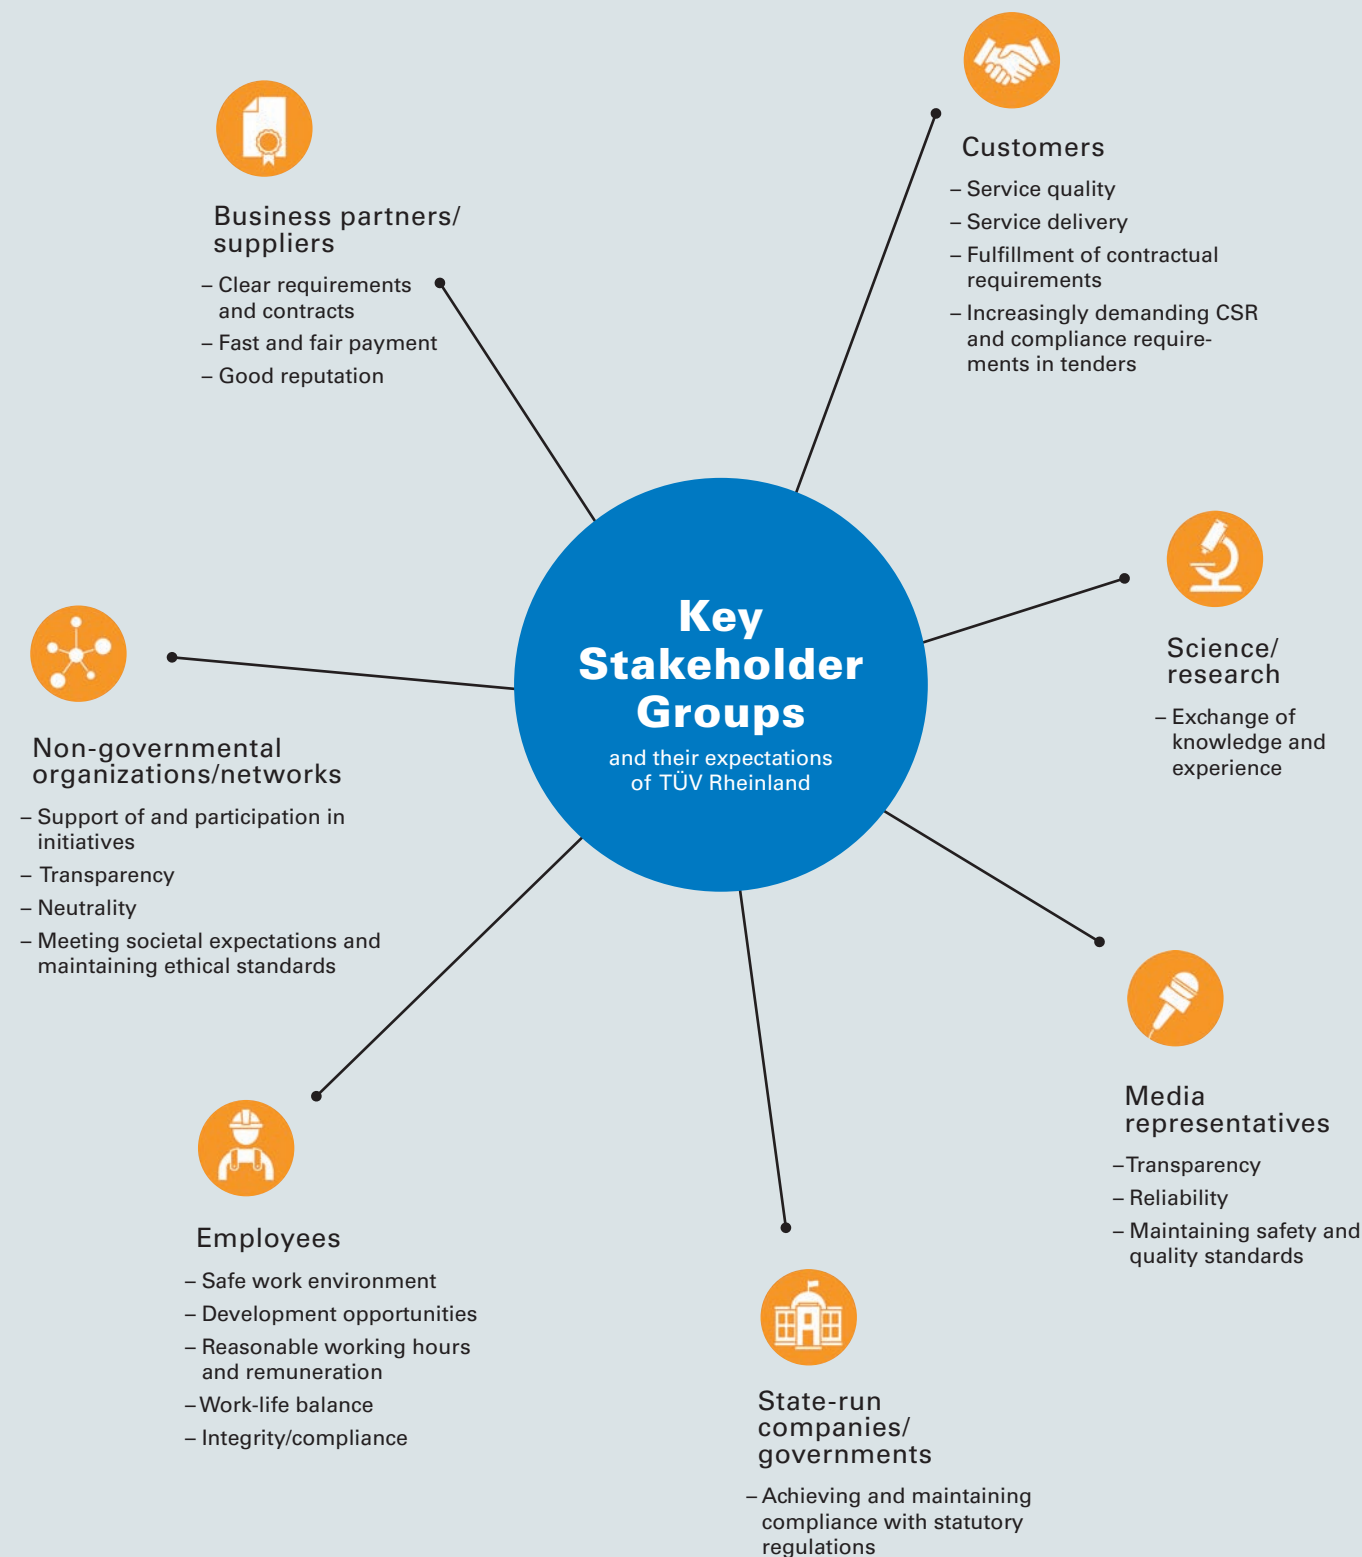 Key
Stakeholder
Groups
and their expectations
of TÜV Rheinland
Customers
– Service quality
– Service delivery
– Fulfillment of contractual
requirements
– Increasingly demanding CSR
and compliance require-
ments in tenders
Science/
research
– Exchange of
knowledge and
experience
Media
representatives
– Transparency
– Reliability
– Maintaining safety and
quality standards
State-run
companies/
governments
– Achieving and maintaining
compliance with statutory
regulations
Employees
– Safe work environment
– Development opportunities
– Reasonable working hours
and remuneration
– Work-life balance
– Integrity/compliance
Non-governmental
organizations/networks
– Support of and participation in
initiatives
– Transparency
– Neutrality
– Meeting societal expectations and
maintaining ethical standards
Business partners/
suppliers
– Clear requirements
and contracts
– Fast and fair payment
– Good reputation